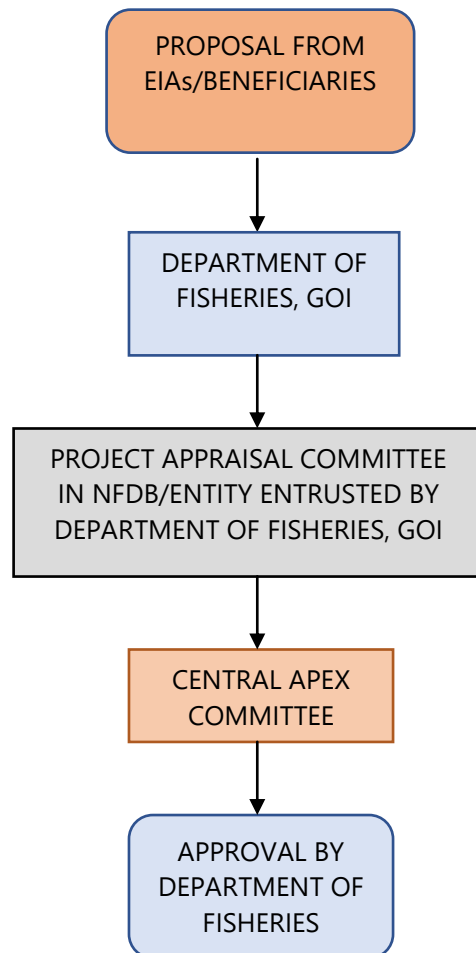 PROPOSAL FROM
EIAs/BENEFICIARIES
DEPARTMENT OF
FISHERIES, GOI
PROJECT APPRAISAL COMMITTEE
IN NFDB/ENTITY ENTRUSTED BY
DEPARTMENT OF FISHERIES, GOI
CENTRAL APEX
COMMITTEE
APPROVAL BY
DEPARTMENT OF
FISHERIES